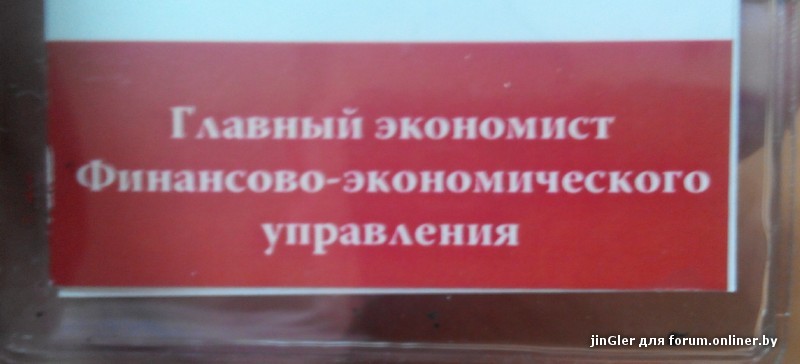 Главный экономист
Финансово-экономического
управления
jinGler для forum.onliner.by